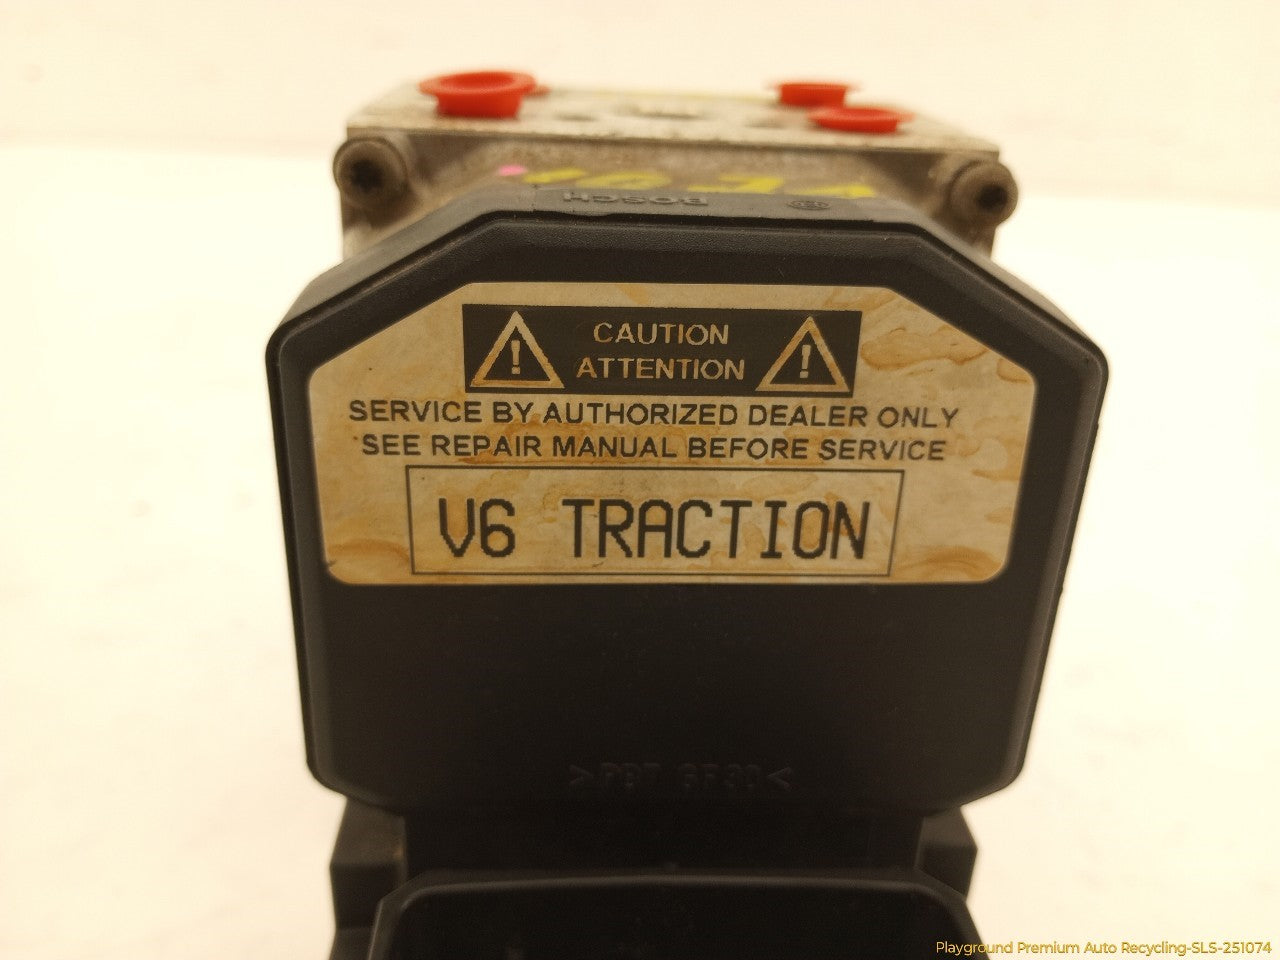 BOSCH
CAUTION
ATTENTION
SERVICE BY AUTHORIZED DEALER ONLY
SEE REPAIR MANUAL BEFORE SERVICE
V6 TRACTION
>PBT GF30<
Playground Premium Auto Recycling-SLS-251074